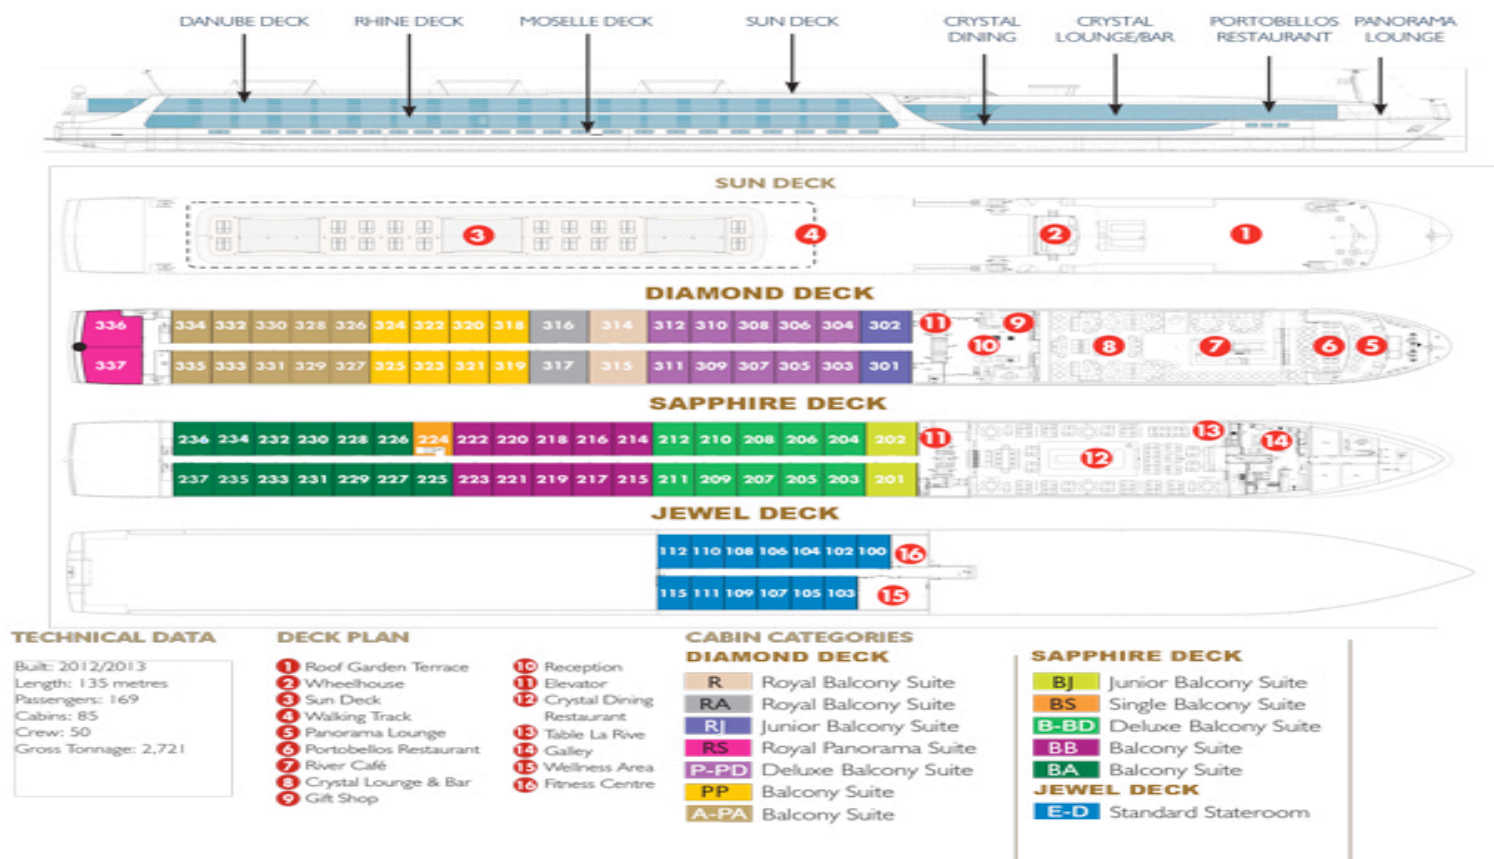 DANUBE DECK RHINE DECK MOSELLE DECK SUN DECK CRYSTAL DINING CRYSTAL LOUNGE/BAR PORTOBELLOS RESTAURANT PANORAMA LOUNGE
SUN DECK
3 4 2 1
DIAMOND DECK
336 334 332 330 328 326 324 322 320 318 316 314 312 310 308 306 304 302 11 9
10 8 7 6 5
337 335 333 331 329 327 325 323 321 319 317 315 311 309 307 305 303 301
SAPPHIRE DECK
236 234 232 230 228 226 224 222 220 218 216 214 212 210 208 206 204 202 11 13 14
12
237 235 233 231 229 227 225 223 221 219 217 215 211 209 207 205 203 201
JEWEL DECK
112 110 108 106 104 102 100 16
115 111 109 107 105 103 15
TECHNICAL DATA
Built: 2012/2013
Length: 135 metres
Passengers: 169
Cabins: 85
Crew: 50
Gross Tonnage: 2,721
DECK PLAN
1 Roof Garden Terrace
2 Wheelhouse
3 Sun Deck
4 Walking Track
5 Panorama Lounge
6 Portobellos Restaurant
7 River Café
8 Crystal Lounge & Bar
9 Gift Shop
10 Reception
11 Elevator
12 Crystal Dining
Restaurant
13 Table La Rive
14 Galley
15 Wellness Area
16 Fitness Centre
CABIN CATEGORIES
DIAMOND DECK
R Royal Balcony Suite
RA Royal Balcony Suite
RJ Junior Balcony Suite
RS Royal Panorama Suite
P-PD Deluxe Balcony Suite
PP Balcony Suite
A-PA Balcony Suite
SAPPHIRE DECK
BJ Junior Balcony Suite
BS Single Balcony Suite
B-BD Deluxe Balcony Suite
BB Balcony Suite
BA Balcony Suite
JEWEL DECK
E-D Standard Stateroom